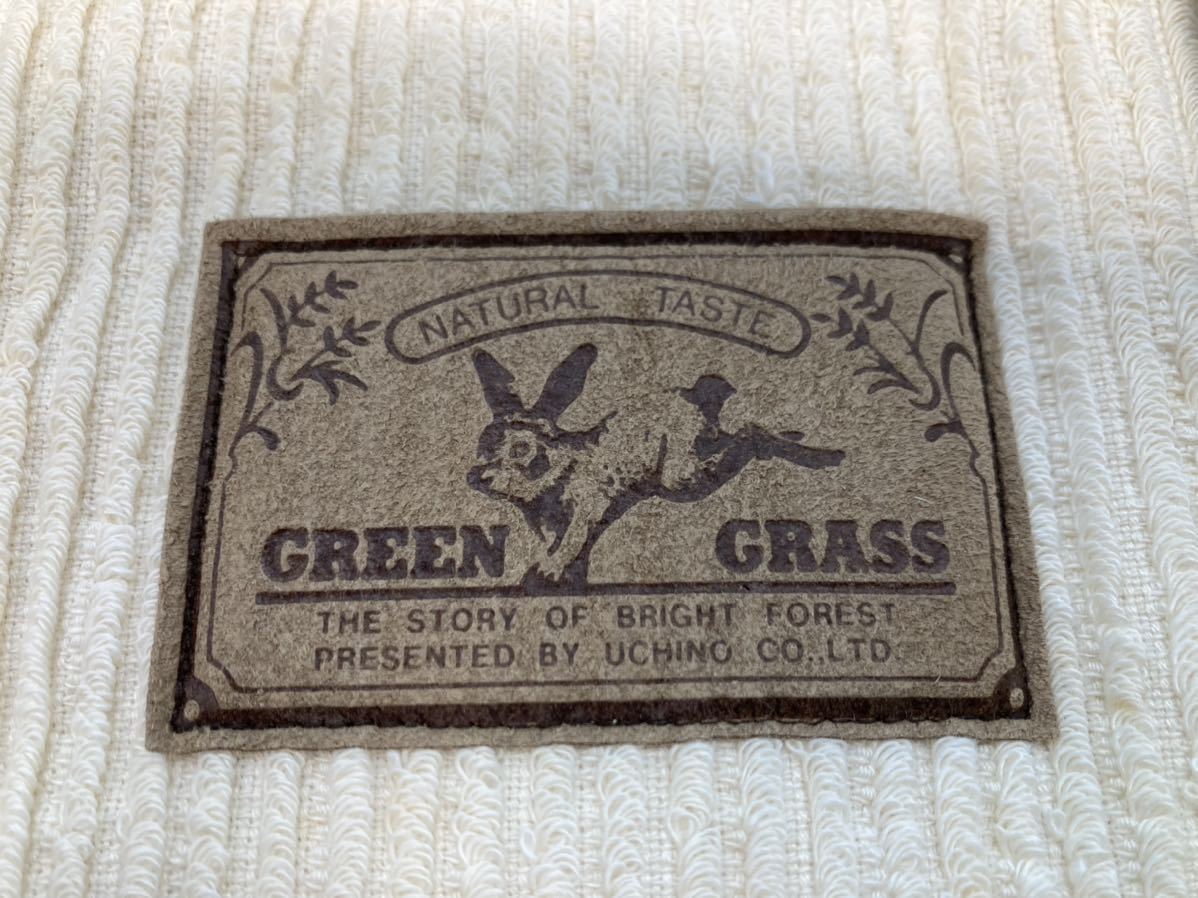 NATURAL TASTE
GREEN GRASS
THE STORY OF BRIGHT FOREST
PRESENTED BY UCHINO CO.,LTD.